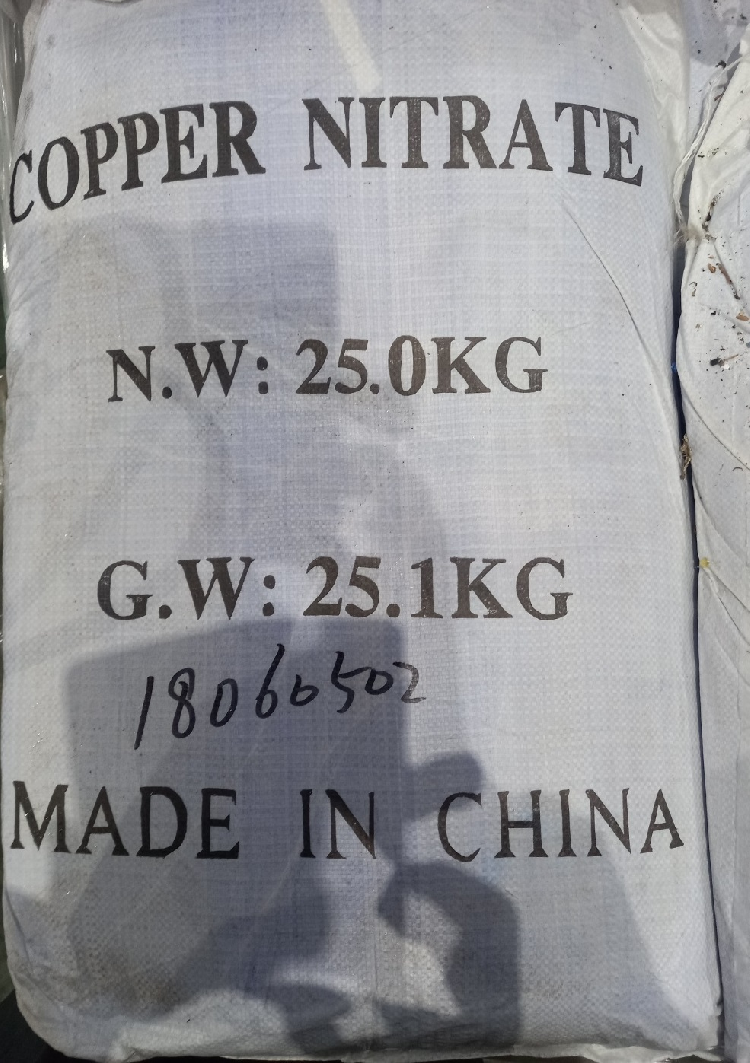 COPPER NITRATE
N.W: 25.0KG
G.W: 25.1KG
18060502
MADE IN CHINA